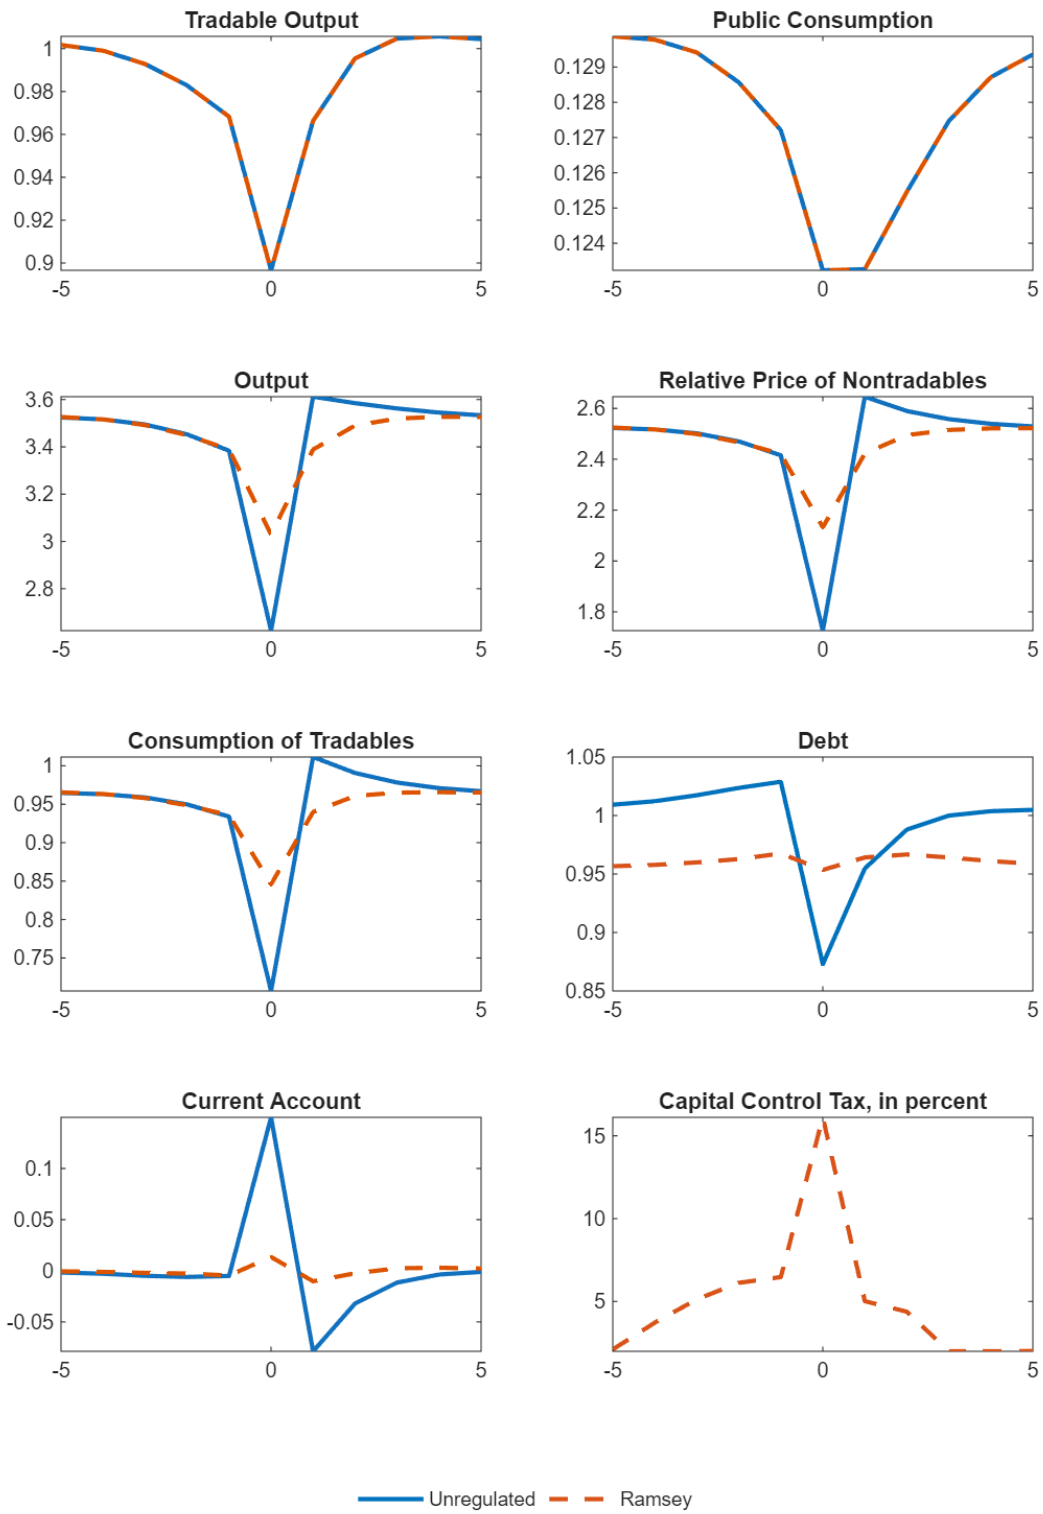 Tradable Output
1
0.98
0.96
0.94
0.92
0.9
-5 0 5
Public Consumption
0.129
0.128
0.127
0.126
0.125
0.124
-5 0 5
Output
3.6
3.4
3.2
3
2.8
-5 0 5
Relative Price of Nontradables
2.6
2.4
2.2
2
1.8
-5 0 5
Consumption of Tradables
1
0.95
0.9
0.85
0.8
0.75
-5 0 5
Debt
1.05
1
0.95
0.9
0.85
-5 0 5
Current Account
0.1
0.05
0
-0.05
-5 0 5
Capital Control Tax, in percent
15
10
5
-5 0 5
Unregulated Ramsey